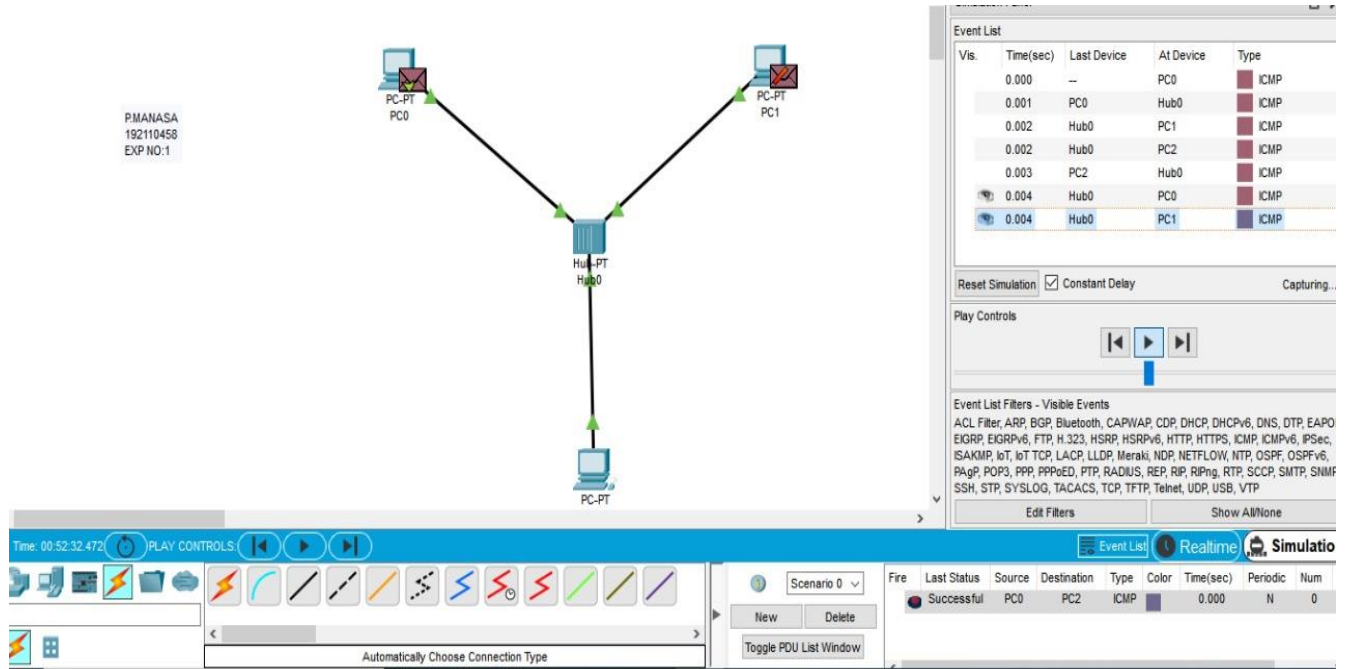 PC-PT
PC0
PC-PT
PC1
P.MANASA
192110458
EXP NO:1
Hub-PT
Hub0
PC-PT
Event List
Vis. Time(sec) Last Device At Device Type
0.000 -- PC0 ICMP
0.001 PC0 Hub0 ICMP
0.002 Hub0 PC1 ICMP
0.002 Hub0 PC2 ICMP
0.003 PC2 Hub0 ICMP
0.004 Hub0 PC0 ICMP
0.004 Hub0 PC1 ICMP
Reset Simulation Constant Delay Capturing...
Play Controls
Event List Filters - Visible Events
ACL Filter, ARP, BGP, Bluetooth, CAPWAP, CDP, DHCP, DHCPv6, DNS, DTP, EAPO
EIGRP, EIGRPv6, FTP, H.323, HSRP, HSRPv6, HTTP, HTTPS, ICMP, ICMPv6, IPSec,
ISAKMP, IoT, IoT TCP, LACP, LLDP, Meraki, NDP, NETFLOW, NTP, OSPF, OSPFv6,
PAgP, POP3, PPP, PPPoED, PTP, RADIUS, REP, RIP, RIPng, RTP, SCCP, SMTP, SNMP
SSH, STP, SYSLOG, TACACS, TCP, TFTP, Telnet, UDP, USB, VTP
Edit Filters Show All/None
Time: 00:52:32.472 PLAY CONTROLS: Event List Realtime Simulatio
Scenario 0
New Delete
Toggle PDU List Window
Fire Last Status Source Destination Type Color Time(sec) Periodic Num
Successful PC0 PC2 ICMP 0.000 N 0
Automatically Choose Connection Type